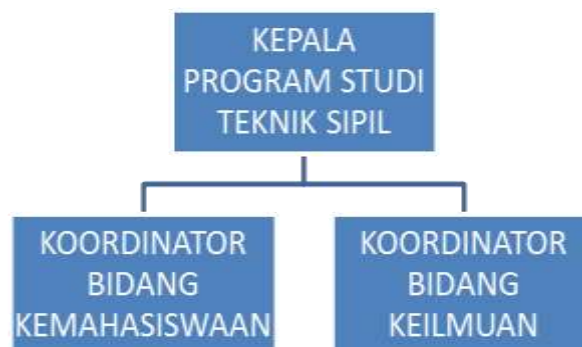 KEPALA
PROGRAM STUDI
TEKNIK SIPIL
KOORDINATOR
BIDANG
KEMAHASISWAAN
KOORDINATOR
BIDANG
KEILMUAN